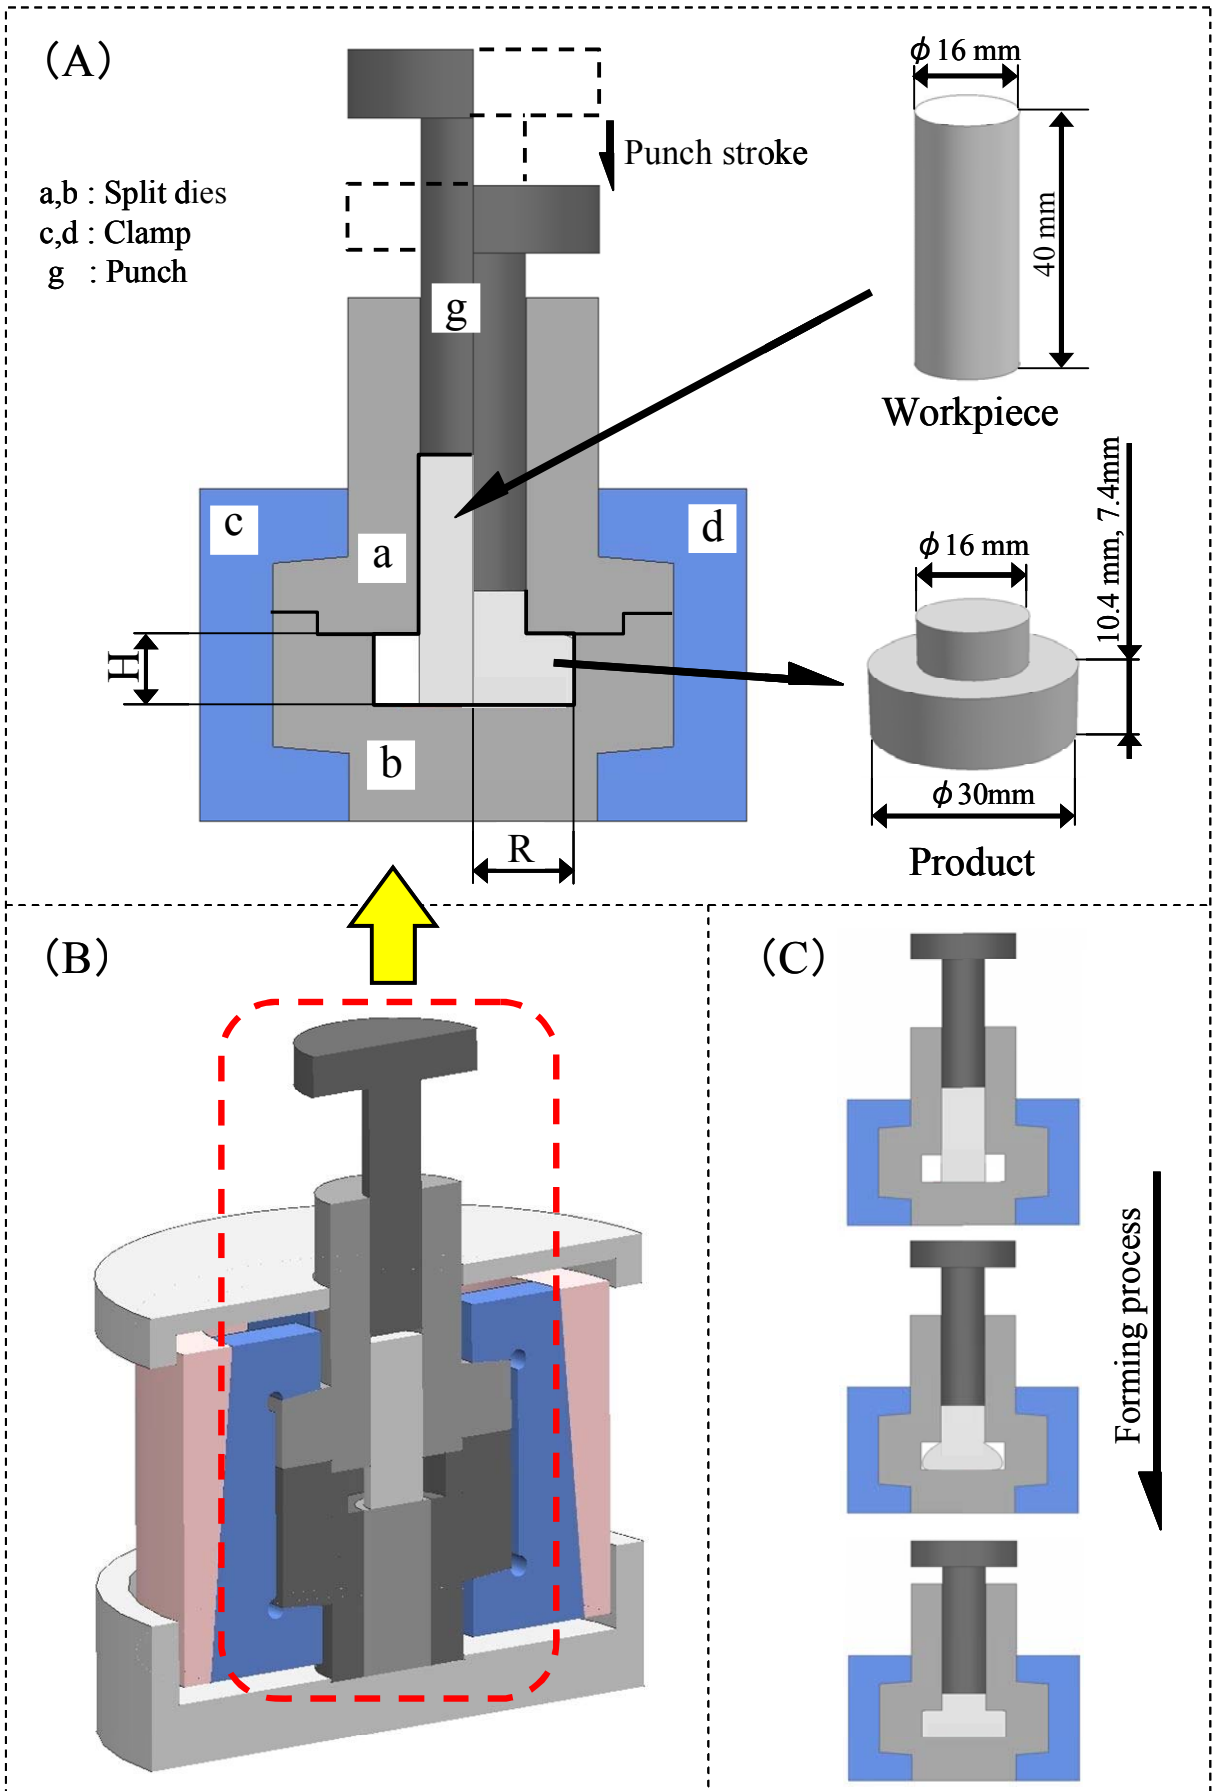 (A)
ϕ 16 mm
Punch stroke
a,b : Split dies
c,d : Clamp
g : Punch
40 mm
g
Workpiece
c
d
a
10.4 mm, 7.4mm
ϕ 16 mm
H
b
ϕ 30mm
R
Product
(B)
(C)
Forming process